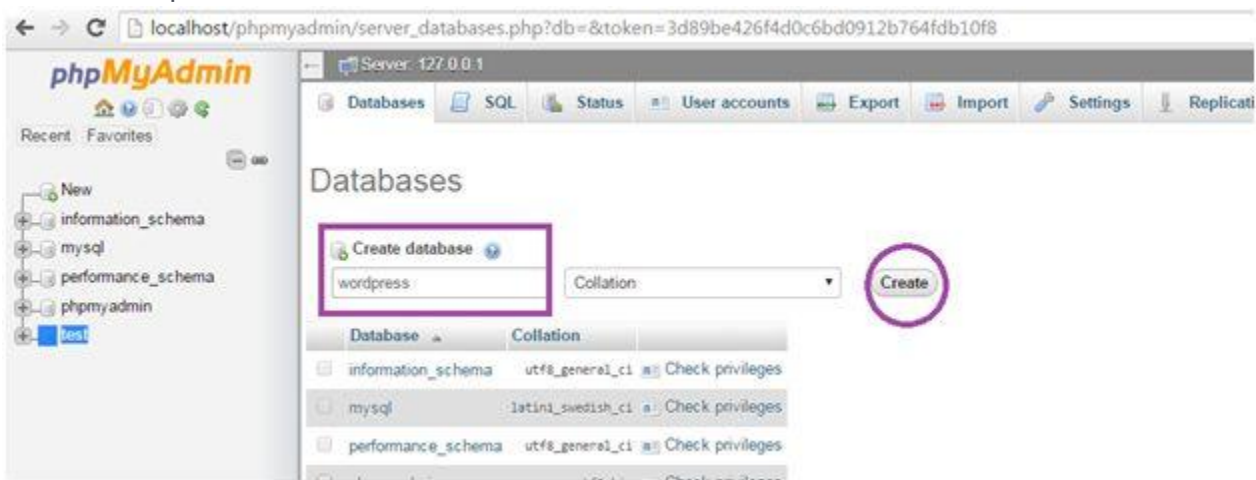 localhost/phpmyadmin/server_databases.php?db=&token=3d89be426f4d0c6bd0912b764fdb10f8
phpMyAdmin
Recent Favorites
New
information_schema
mysql
performance_schema
phpmyadmin
test
Server: 127.0.0.1
Databases SQL Status User accounts Export Import Settings Replicati
Databases
Create database
wordpress Collation Create
Database Collation
information_schema utf8_general_ci Check privileges
mysql latin1_swedish_ci Check privileges
performance_schema utf8_general_ci Check privileges